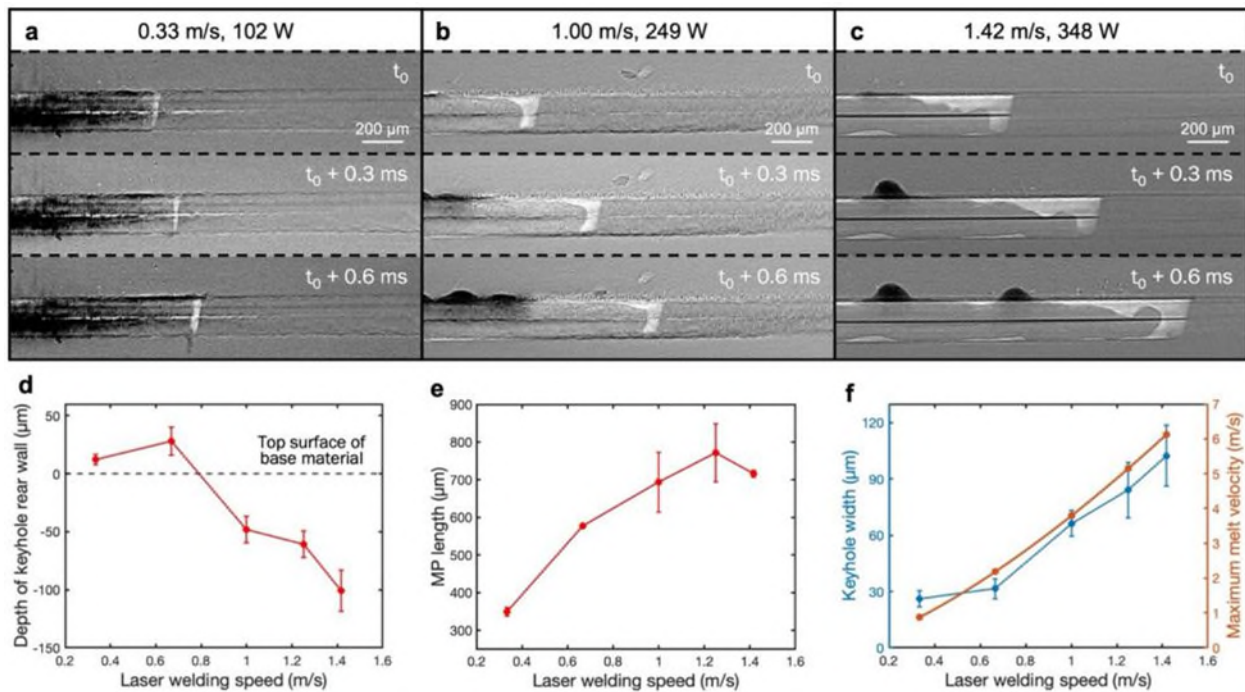 a
0.33 m/s, 102 W
t0
200 μm
t0 + 0.3 ms
t0 + 0.6 ms
b
1.00 m/s, 249 W
t0
200 μm
t0 + 0.3 ms
t0 + 0.6 ms
c
1.42 m/s, 348 W
t0
200 μm
t0 + 0.3 ms
t0 + 0.6 ms
d
Depth of keyhole rear wall (μm)
50
0
-50
-100
-150
Top surface of
base material
0.2 0.4 0.6 0.8 1 1.2 1.4 1.6
Laser welding speed (m/s)
e
MP length (μm)
900
800
700
600
500
400
300
0.2 0.4 0.6 0.8 1 1.2 1.4 1.6
Laser welding speed (m/s)
f
Keyhole width (μm)
120
90
60
30
0
7
6
5
4
3
2
1
0
Maximum melt velocity (m/s)
0.2 0.4 0.6 0.8 1 1.2 1.4 1.6
Laser welding speed (m/s)